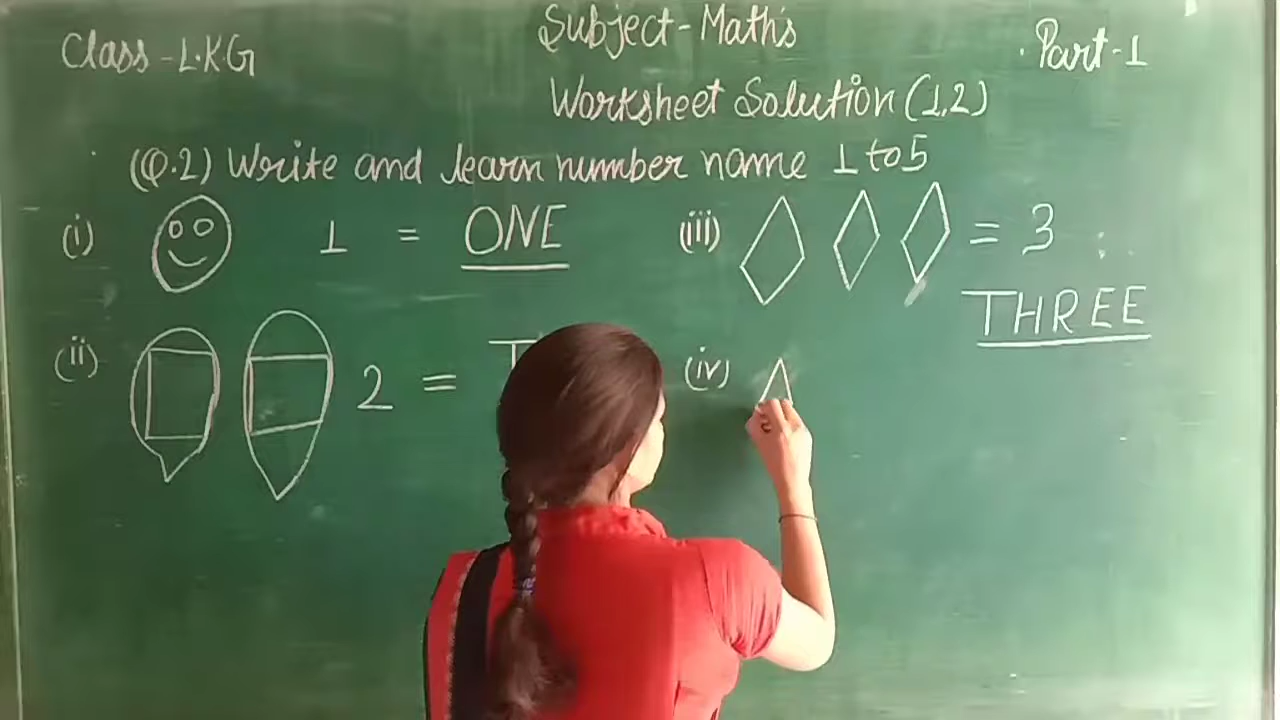 Class - L.K.G
Subject - Maths
Part - 1
Worksheet Solution (1,2)
(Q.2) Write and learn number name 1 to 5
(i) 1 = ONE
(ii) 2 =
(iii) = 3
THREE
(iv)